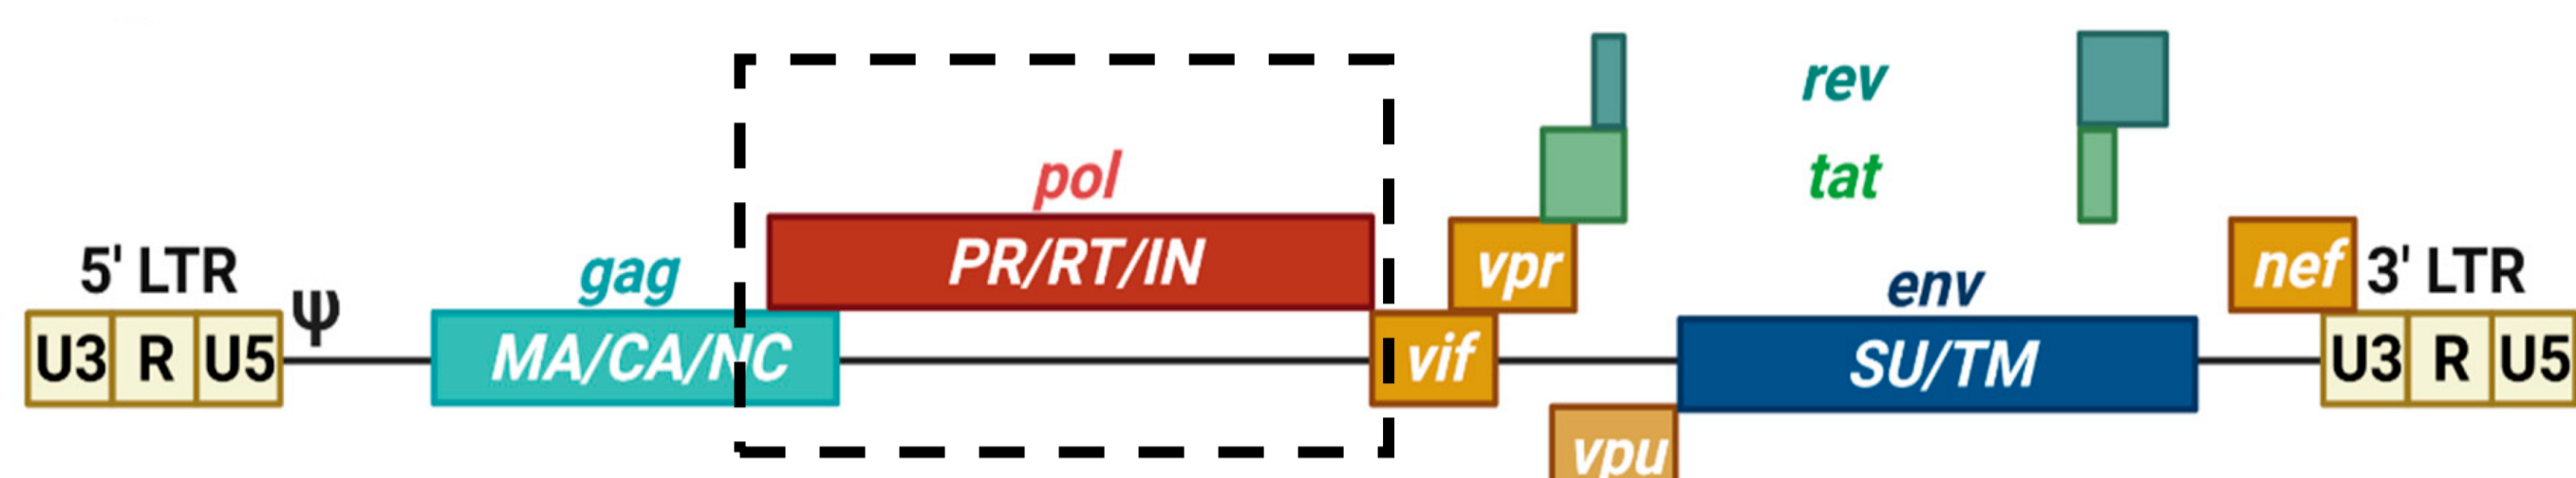 rev
pol
tat
5' LTR
gag
PR/RT/IN
vpr
env
nef
3' LTR
ψ
U3 R U5
MA/CA/NC
vif
SU/TM
U3 R U5
vpu